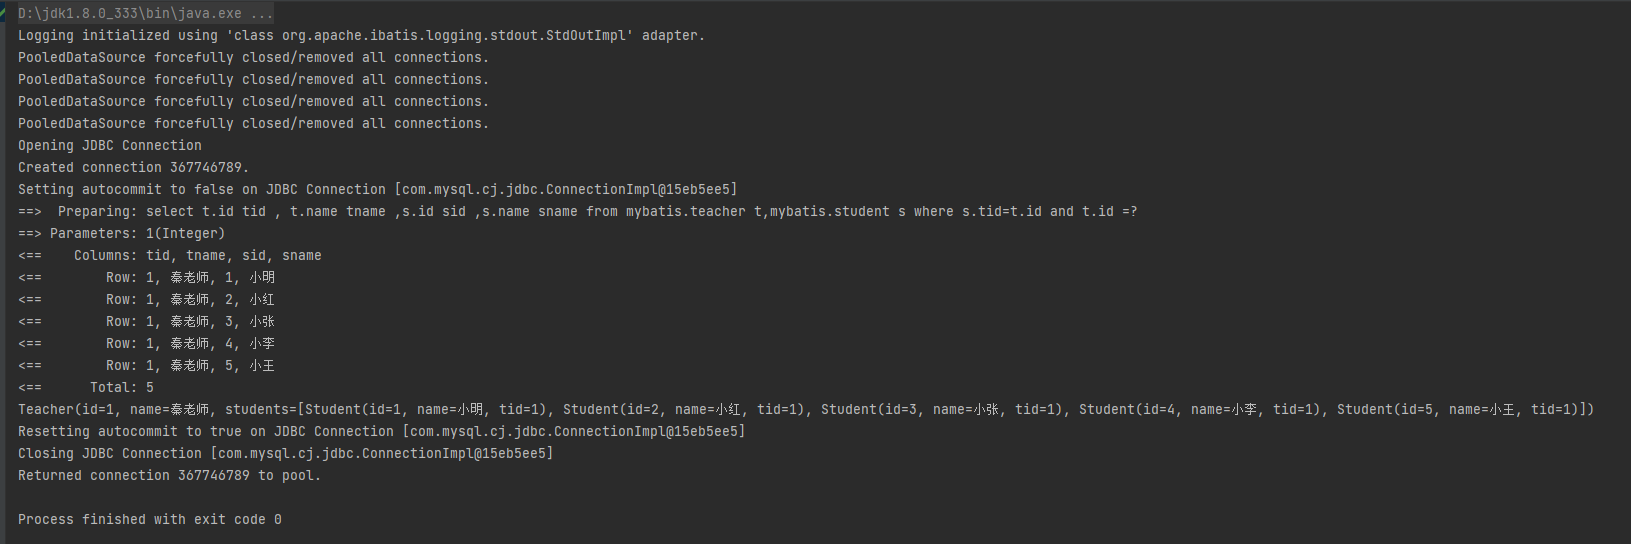 D:\jdk1.8.0_333\bin\java.exe ...
Logging initialized using 'class org.apache.ibatis.logging.stdout.StdOutImpl' adapter.
PooledDataSource forcefully closed/removed all connections.
PooledDataSource forcefully closed/removed all connections.
PooledDataSource forcefully closed/removed all connections.
PooledDataSource forcefully closed/removed all connections.
Opening JDBC Connection
Created connection 367746789.
Setting autocommit to false on JDBC Connection [com.mysql.cj.jdbc.ConnectionImpl@15eb5ee5]
==>  Preparing: select t.id tid , t.name tname ,s.id sid ,s.name sname from mybatis.teacher t,mybatis.student s where s.tid=t.id and t.id =?
==> Parameters: 1(Integer)
<==    Columns: tid, tname, sid, sname
<==        Row: 1, 秦老师, 1, 小明
<==        Row: 1, 秦老师, 2, 小红
<==        Row: 1, 秦老师, 3, 小张
<==        Row: 1, 秦老师, 4, 小李
<==        Row: 1, 秦老师, 5, 小王
<==      Total: 5
Teacher(id=1, name=秦老师, students=[Student(id=1, name=小明, tid=1), Student(id=2, name=小红, tid=1), Student(id=3, name=小张, tid=1), Student(id=4, name=小李, tid=1), Student(id=5, name=小王, tid=1)])
Resetting autocommit to true on JDBC Connection [com.mysql.cj.jdbc.ConnectionImpl@15eb5ee5]
Closing JDBC Connection [com.mysql.cj.jdbc.ConnectionImpl@15eb5ee5]
Returned connection 367746789 to pool.
Process finished with exit code 0